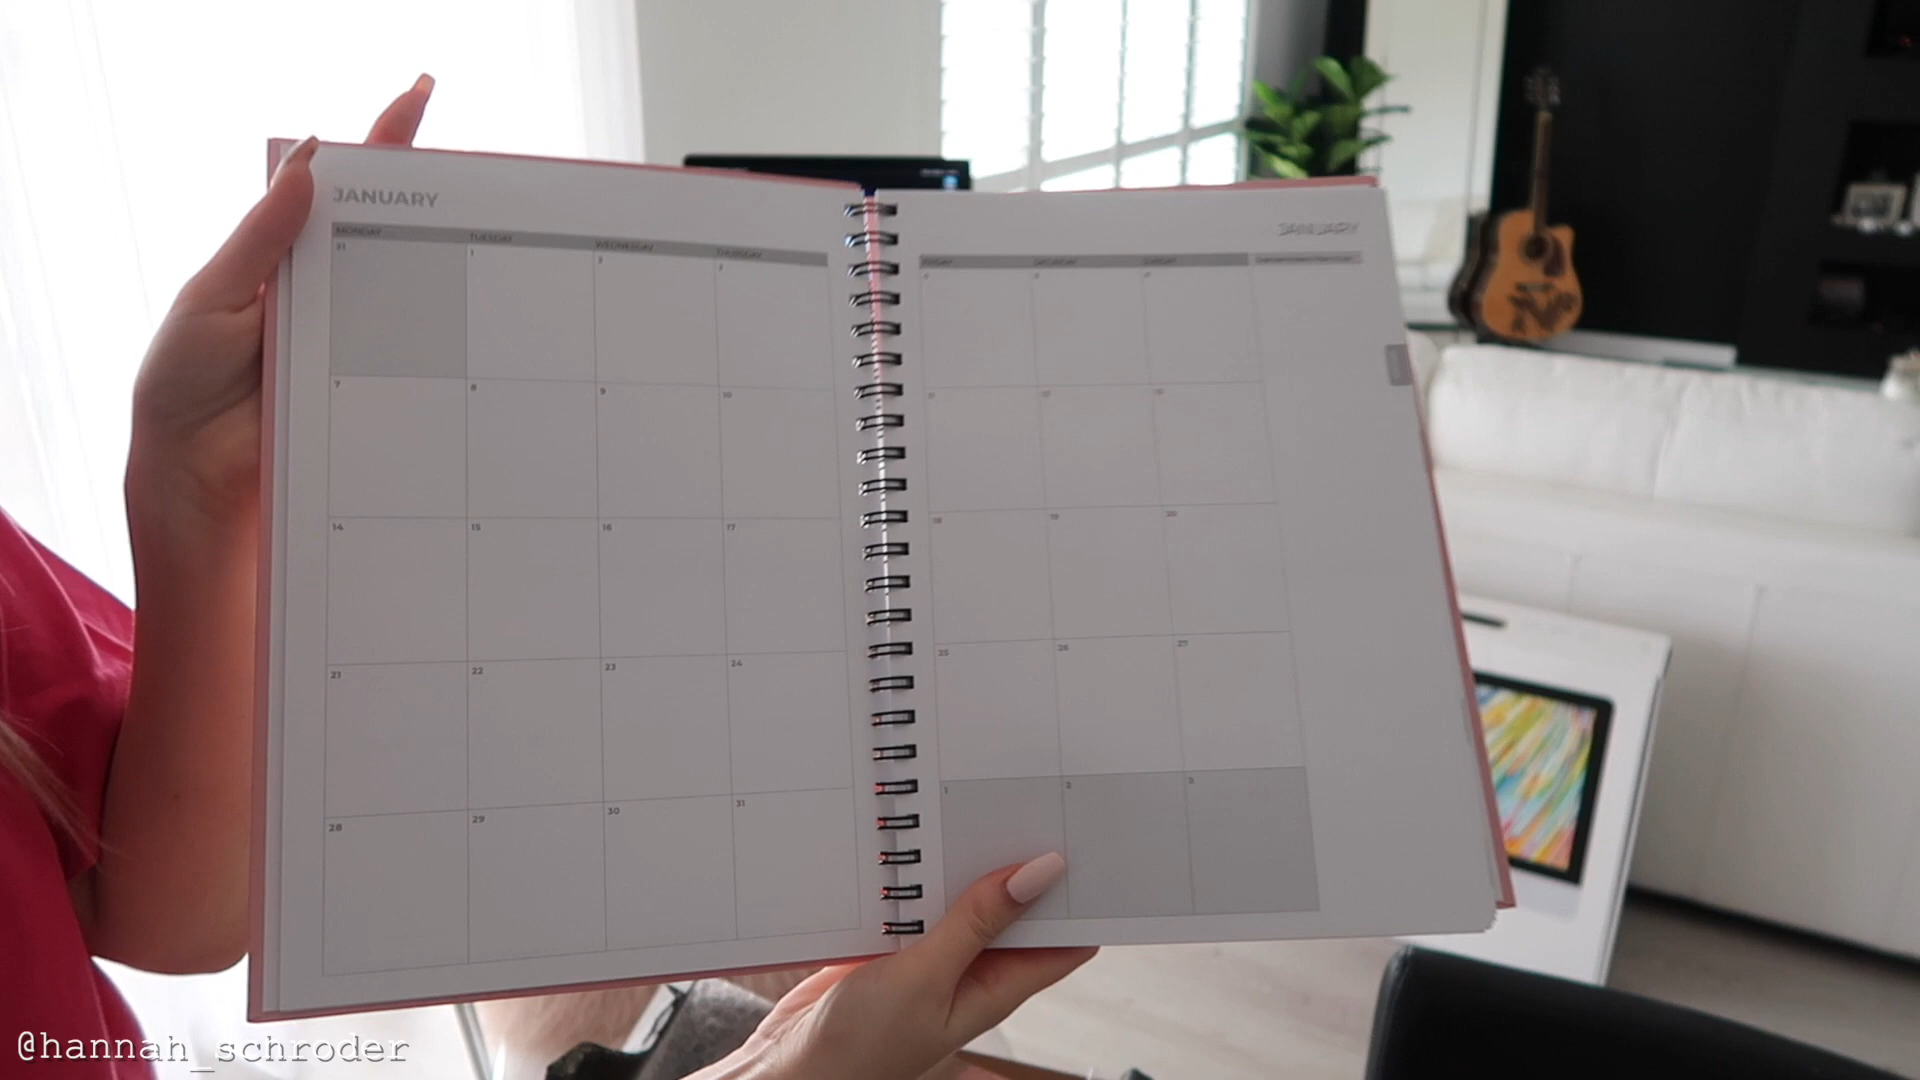 JANUARY
JANUARY
MONDAY TUESDAY WEDNESDAY THURSDAY
FRIDAY SATURDAY SUNDAY
31 1 2 3
4 5 6
7 8 9 10
11 12 13
14 15 16 17
18 19 20
21 22 23 24
25 26 27
28 29 30 31
1 2 3
@hannah_schroder